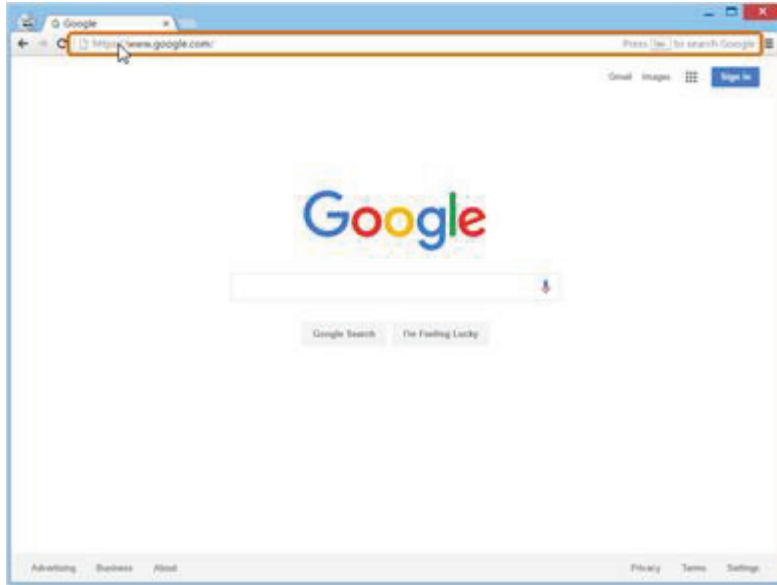 G Google
https://www.google.com/
Press Tab to search Google
Gmail Images
Sign in
Google
Google Search I'm Feeling Lucky
Advertising Business About
Privacy Terms Settings